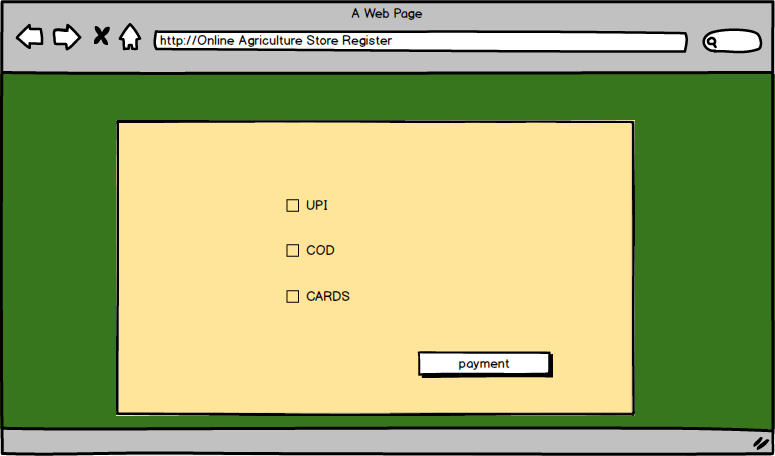 A Web Page
http://Online Agriculture Store Register
UPI
COD
CARDS
payment